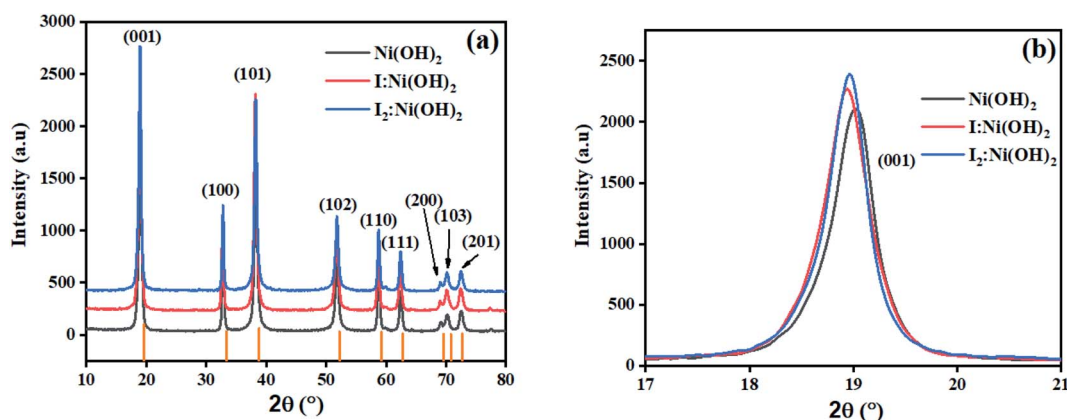 (a)
Intensity (a.u)
3000
2500
2000
1500
1000
500
0
(001)
(100)
(101)
(102)
(110)
(111)
(200)
(103)
(201)
Ni(OH)₂
I:Ni(OH)₂
I₂:Ni(OH)₂
10 20 30 40 50 60 70 80
2θ (°)
(b)
Intensity (a.u)
2500
2000
1500
1000
500
0
Ni(OH)₂
I:Ni(OH)₂
I₂:Ni(OH)₂
(001)
17 18 19 20 21
2θ (°)